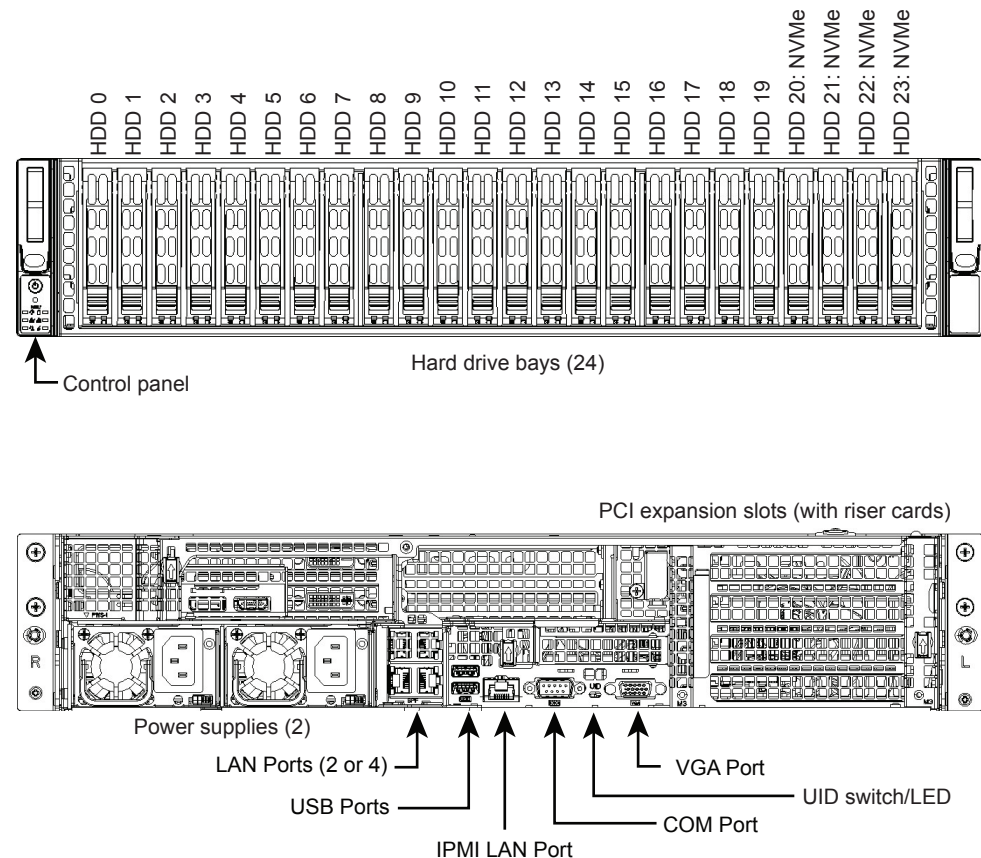 HDD 0
HDD 1
HDD 2
HDD 3
HDD 4
HDD 5
HDD 6
HDD 7
HDD 8
HDD 9
HDD 10
HDD 11
HDD 12
HDD 13
HDD 14
HDD 15
HDD 16
HDD 17
HDD 18
HDD 19
HDD 20: NVMe
HDD 21: NVMe
HDD 22: NVMe
HDD 23: NVMe
Hard drive bays (24)
Control panel
PCI expansion slots (with riser cards)
R
L
UID
M3
M3
Power supplies (2)
LAN Ports (2 or 4)
VGA Port
USB Ports
UID switch/LED
COM Port
IPMI LAN Port